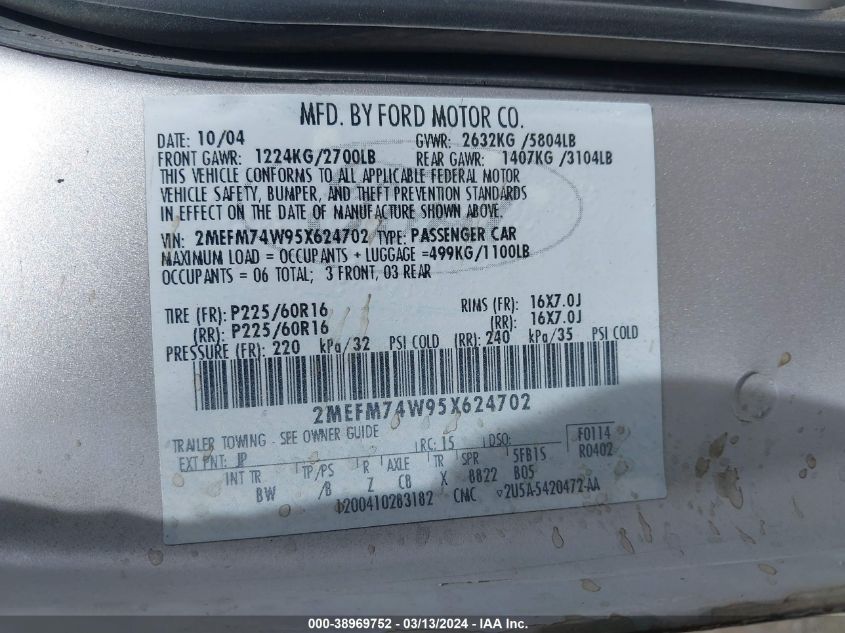 MFD. BY FORD MOTOR CO.
DATE: 10/04 GVWR: 2632KG /5804LB
FRONT GAWR: 1224KG/2700LB REAR GAWR: 1407KG /3104LB
THIS VEHICLE CONFORMS TO ALL APPLICABLE FEDERAL MOTOR
VEHICLE SAFETY, BUMPER, AND THEFT PREVENTION STANDARDS
IN EFFECT ON THE DATE OF MANUFACTURE SHOWN ABOVE.
VIN: 2MEFM74W95X624702 TYPE: PASSENGER CAR
MAXIMUM LOAD = OCCUPANTS + LUGGAGE =499KG/1100LB
OCCUPANTS = 06 TOTAL; 3 FRONT, 03 REAR
TIRE (FR): P225/60R16 RIMS (FR): 16X7.0J
(RR): P225/60R16 (RR): 16X7.0J
PRESSURE (FR): 220 kPa/32 PSI COLD (RR): 240 kPa/35 PSI COLD
2MEFM74W95X624702
TRAILER TOWING - SEE OWNER GUIDE RC: 15 DSO: F0114
EXT PNT: JP R0402
INT TR TP/PS R AXLE TR SPR 5FB1S
BW /B Z CB X 8822 B05
1200410283182 CMC ▽2U5A-5420472-AA
000-38969752 — 03/13/2024 — IAA Inc.